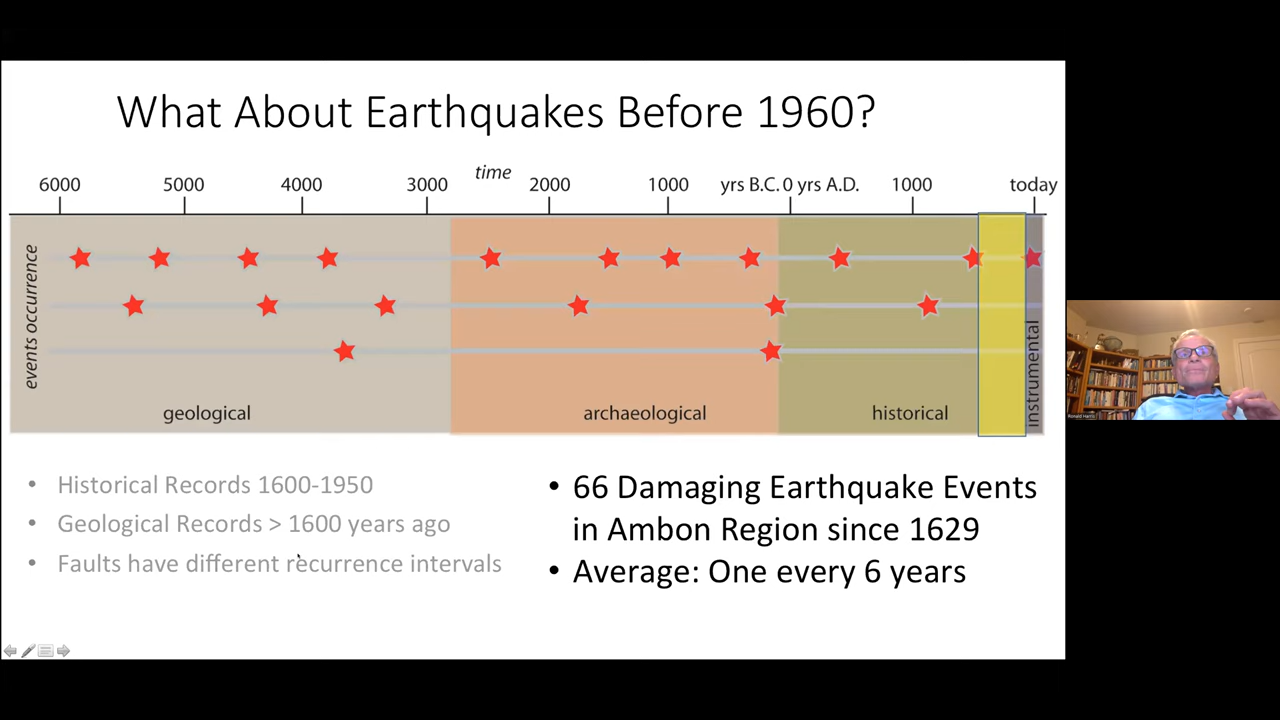 What About Earthquakes Before 1960?
time
6000 5000 4000 3000 2000 1000 yrs B.C. 0 yrs A.D. 1000 today
events occurrence
geological
archaeological
historical
instrumental
• Historical Records 1600-1950
• Geological Records > 1600 years ago
• Faults have different recurrence intervals
• 66 Damaging Earthquake Events
in Ambon Region since 1629
• Average: One every 6 years
Ronald Harris